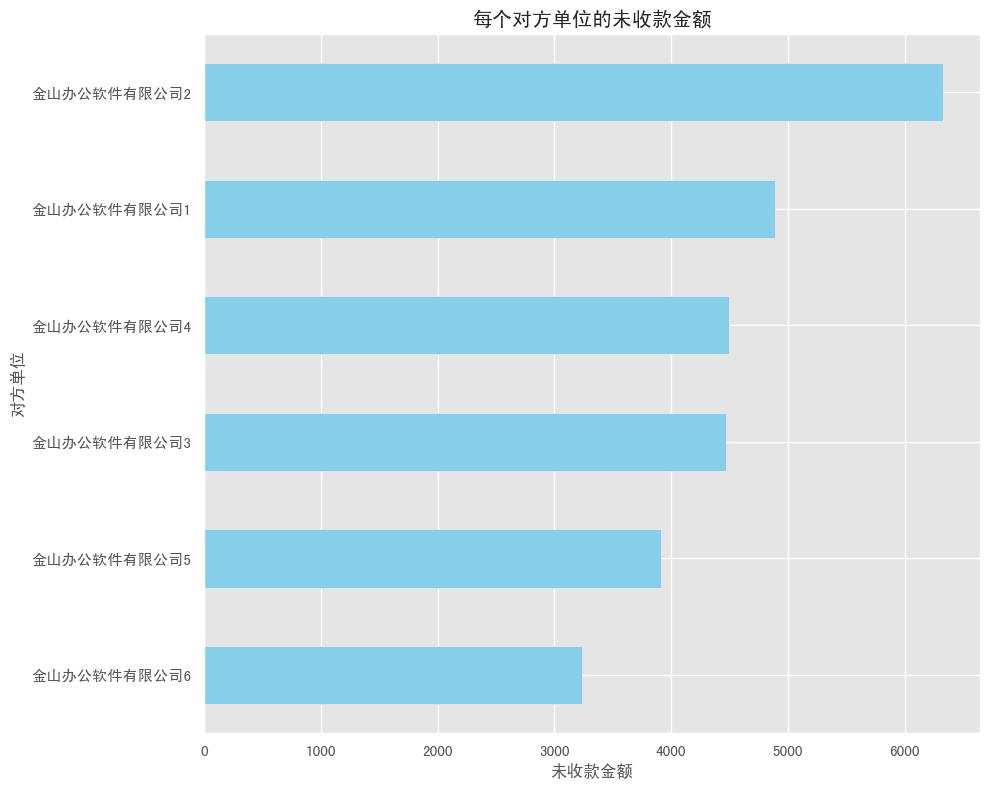 每个对方单位的未收款金额
金山办公软件有限公司2
金山办公软件有限公司1
金山办公软件有限公司4
金山办公软件有限公司3
金山办公软件有限公司5
金山办公软件有限公司6
对方单位
0 1000 2000 3000 4000 5000 6000
未收款金额